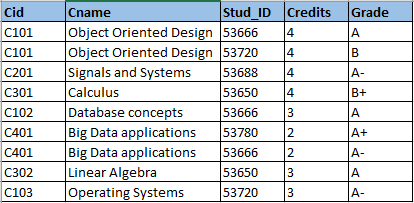 Cid Cname Stud_ID Credits Grade
C101 Object Oriented Design 53666 4 A
C101 Object Oriented Design 53720 4 B
C201 Signals and Systems 53688 4 A-
C301 Calculus 53650 4 B+
C102 Database concepts 53666 3 A
C401 Big Data applications 53780 2 A+
C401 Big Data applications 53666 2 A-
C302 Linear Algebra 53650 3 A
C103 Operating Systems 53720 3 A-